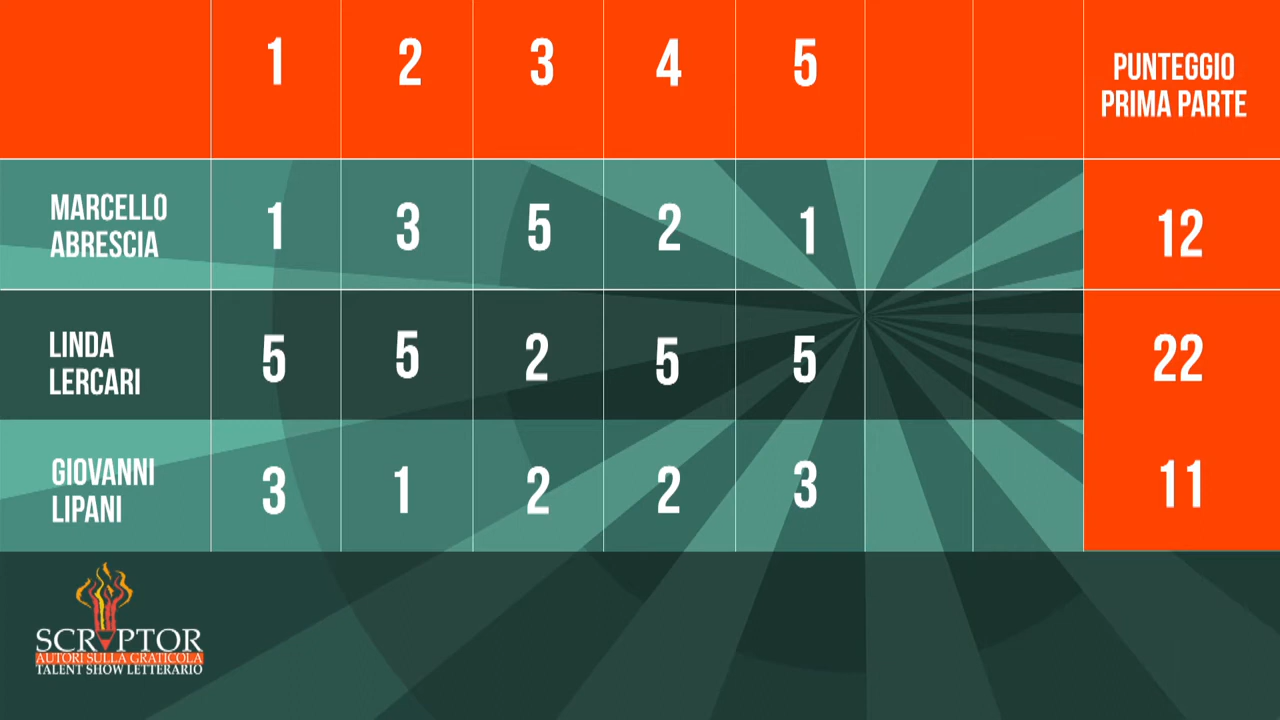 1 2 3 4 5 PUNTEGGIO
PRIMA PARTE
MARCELLO
ABRESCIA 1 3 5 2 1 12
LINDA
LERCARI 5 5 2 5 5 22
GIOVANNI
LIPANI 3 1 2 2 3 11
SCRIPTOR
AUTORI SULLA GRATICOLA
TALENT SHOW LETTERARIO